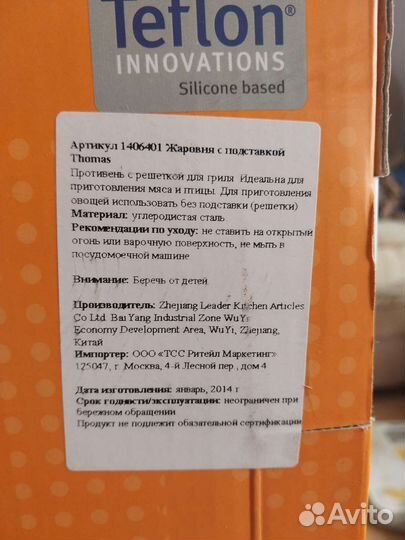 Teflon®
INNOVATIONS
Silicone based
Артикул 1406401 Жаровня с подставкой
Thomas
Противень с решеткой для гриля. Идеальна для
приготовления мяса и птицы. Для приготовления
овощей использовать без подставки (решетки)
Материал: углеродистая сталь
Рекомендации по уходу: не ставить на открытый
огонь или варочную поверхность, не мыть в
посудомоечной машине
Внимание: Беречь от детей
Производитель: Zhejiang Leader Kitchen Articles
Co Ltd. Bai Yang Industrial Zone WuYi
Economy Development Area, WuYi, Zhejiang,
Китай
Импортер: ООО «ТСС Ритейл Маркетинг»
125047, г. Москва, 4-й Лесной пер., дом 4
Дата изготовления: январь, 2014 г
Срок годности/эксплуатации: неограничен при
бережном обращении
Продукт не подлежит обязательной сертификации
Avito